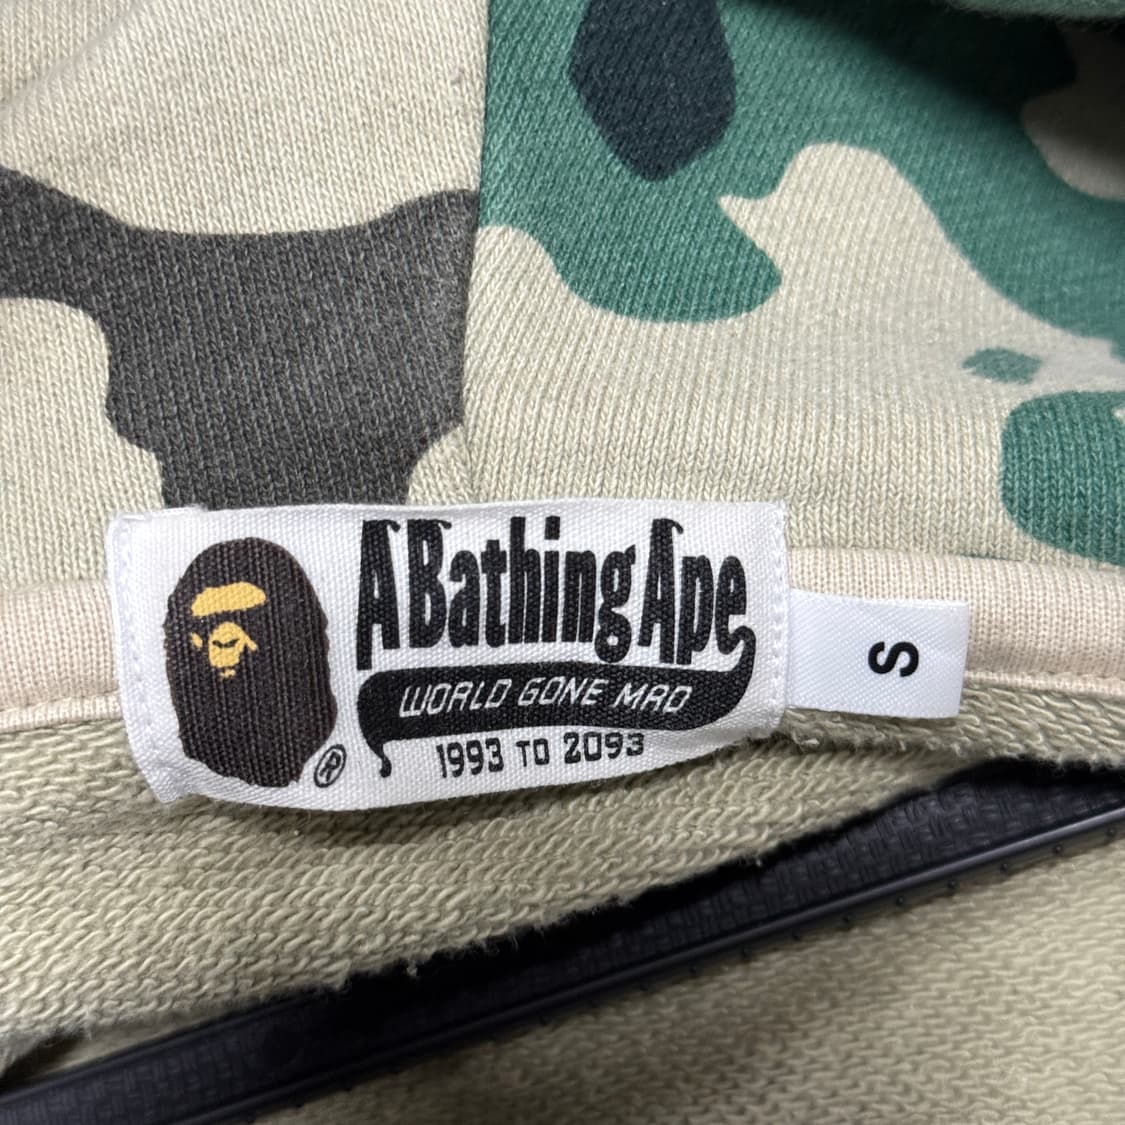 A Bathing Ape
WORLD GONE MAD
1993 TO 2093
®
S